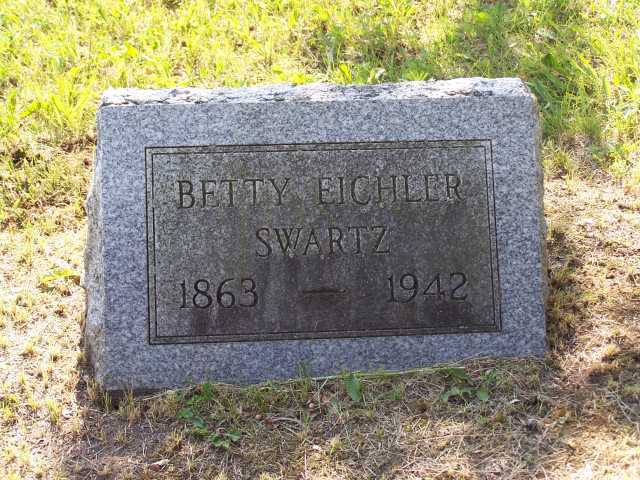 BETTY EICHLER
SWARTZ
1863 — 1942